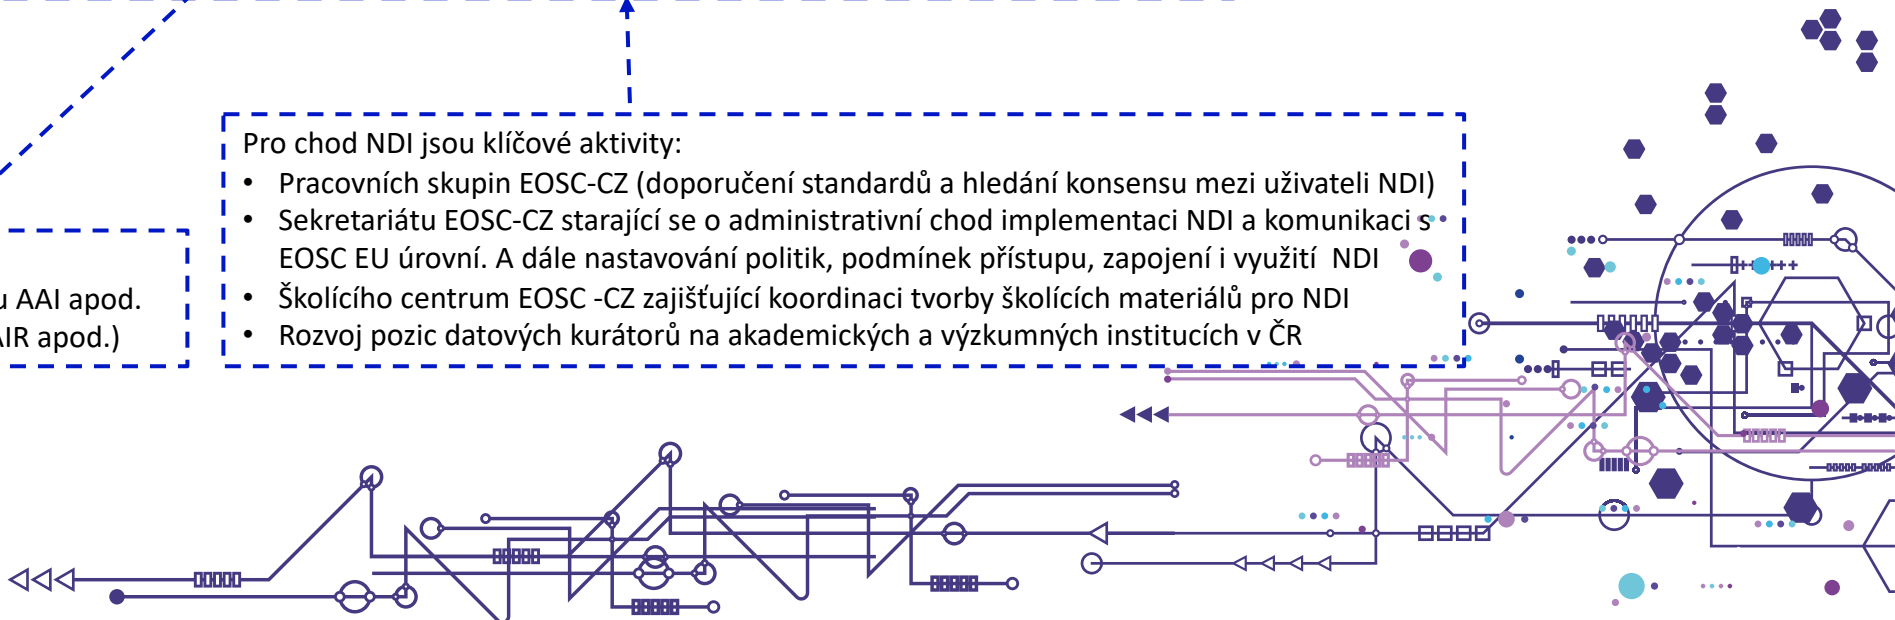 Pro chod NDI jsou klíčové aktivity:
• Pracovních skupin EOSC-CZ (doporučení standardů a hledání konsensu mezi uživateli NDI)
• Sekretariátu EOSC-CZ starající se o administrativní chod implementaci NDI a komunikaci s
EOSC EU úrovní. A dále nastavování politik, podmínek přístupu, zapojení i využití  NDI
• Školícího centrum EOSC -CZ zajišťující koordinaci tvorby školících materiálů pro NDI
• Rozvoj pozic datových kurátorů na akademických a výzkumných institucích v ČR
AAI apod.
apod.)